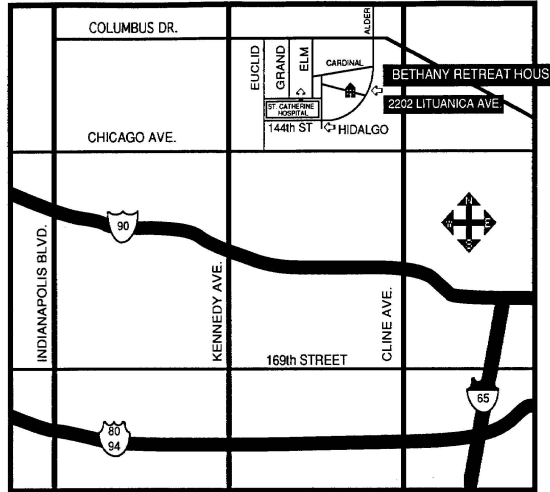 COLUMBUS DR.
ALDER
EUCLID
GRAND
ELM
CARDINAL
BETHANY RETREAT HOUS
2202 LITUANICA AVE.
ST. CATHERINE
HOSPITAL
144th ST
HIDALGO
CHICAGO AVE.
N
W E
S
90
INDIANAPOLIS BLVD.
KENNEDY AVE.
CLINE AVE.
169th STREET
65
80
94